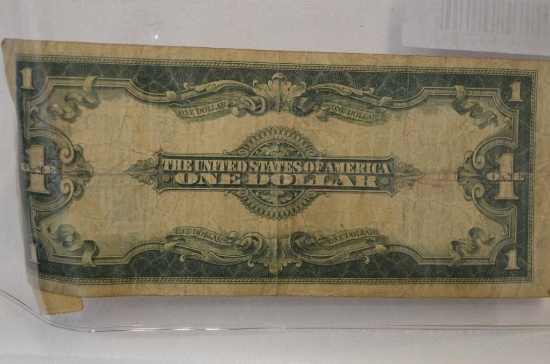 1 1
ONE DOLLAR ONE DOLLAR
THE UNITED STATES OF AMERICA
ONE 1 ONE DOLLAR 1 ONE
ONE DOLLAR ONE DOLLAR
1 1